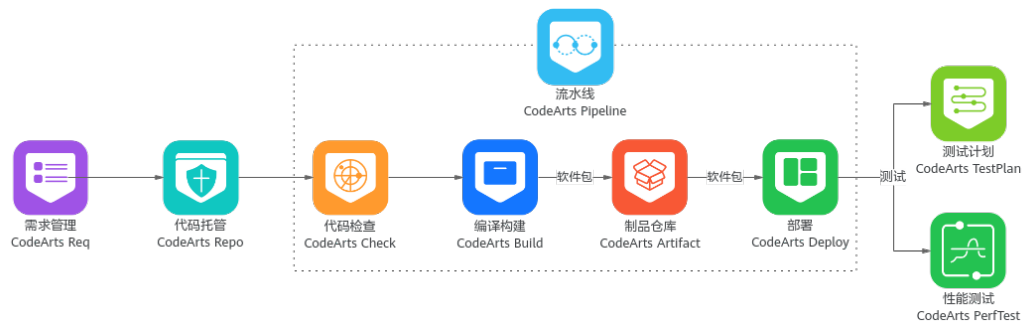 流水线
CodeArts Pipeline
需求管理
CodeArts Req
代码托管
CodeArts Repo
代码检查
CodeArts Check
编译构建
CodeArts Build
软件包
制品仓库
CodeArts Artifact
软件包
部署
CodeArts Deploy
测试
测试计划
CodeArts TestPlan
性能测试
CodeArts PerfTest